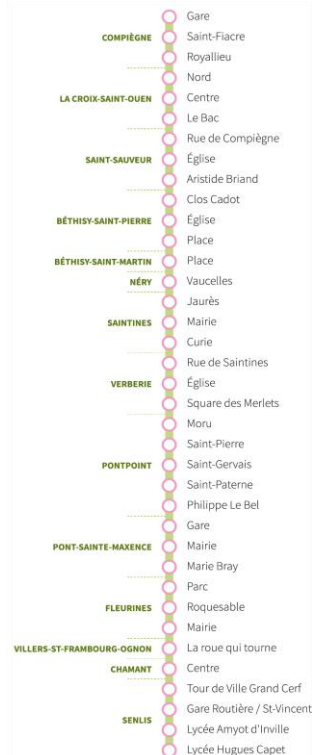 Gare
COMPIÈGNE Saint-Fiacre
Royallieu
Nord
LA CROIX-SAINT-OUEN Centre
Le Bac
Rue de Compiègne
SAINT-SAUVEUR Église
Aristide Briand
Clos Cadot
BÉTHISY-SAINT-PIERRE Église
Place
BÉTHISY-SAINT-MARTIN Place
NÉRY Vaucelles
Jaurès
SAINTINES Mairie
Curie
Rue de Saintines
VERBERIE Église
Square des Merlets
Moru
Saint-Pierre
PONTPOINT Saint-Gervais
Saint-Paterne
Philippe Le Bel
Gare
PONT-SAINTE-MAXENCE Mairie
Marie Bray
Parc
FLEURINES Roquesable
Mairie
VILLERS-ST-FRAMBOURG-OGNON La roue qui tourne
CHAMANT Centre
Tour de Ville Grand Cerf
Gare Routière / St-Vincent
SENLIS
Lycée Amyot d'Inville
Lycée Hugues Capet